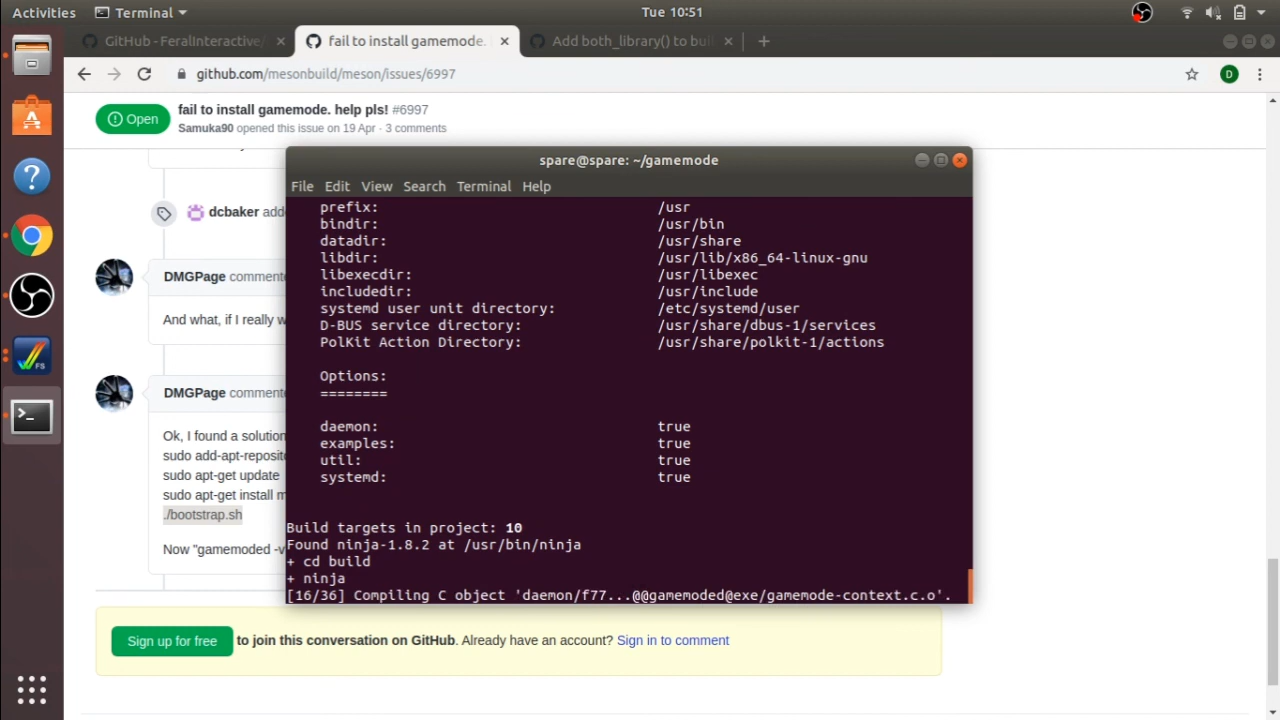 Activities
Terminal
Tue 10:51
GitHub - FeralInteractive/
fail to install gamemode.
Add both_library() to buil
github.com/mesonbuild/meson/issues/6997
D
Open
fail to install gamemode. help pls! #6997
Samuka90 opened this issue on 19 Apr · 3 comments
dcbaker adde
DMGPage commente
And what, if I really w
DMGPage commente
Ok, I found a solution
sudo add-apt-reposito
sudo apt-get update
sudo apt-get install m
./bootstrap.sh
Now "gamemoded -v
spare@spare: ~/gamemode
File Edit View Search Terminal Help
prefix: /usr
bindir: /usr/bin
datadir: /usr/share
libdir: /usr/lib/x86_64-linux-gnu
libexecdir: /usr/libexec
includedir: /usr/include
systemd user unit directory: /etc/systemd/user
D-BUS service directory: /usr/share/dbus-1/services
PolKit Action Directory: /usr/share/polkit-1/actions
Options:
========
daemon: true
examples: true
util: true
systemd: true
Build targets in project: 10
Found ninja-1.8.2 at /usr/bin/ninja
+ cd build
+ ninja
[16/36] Compiling C object 'daemon/f77...@@gamemoded@exe/gamemode-context.c.o'.
Sign up for free to join this conversation on GitHub. Already have an account? Sign in to comment
FS